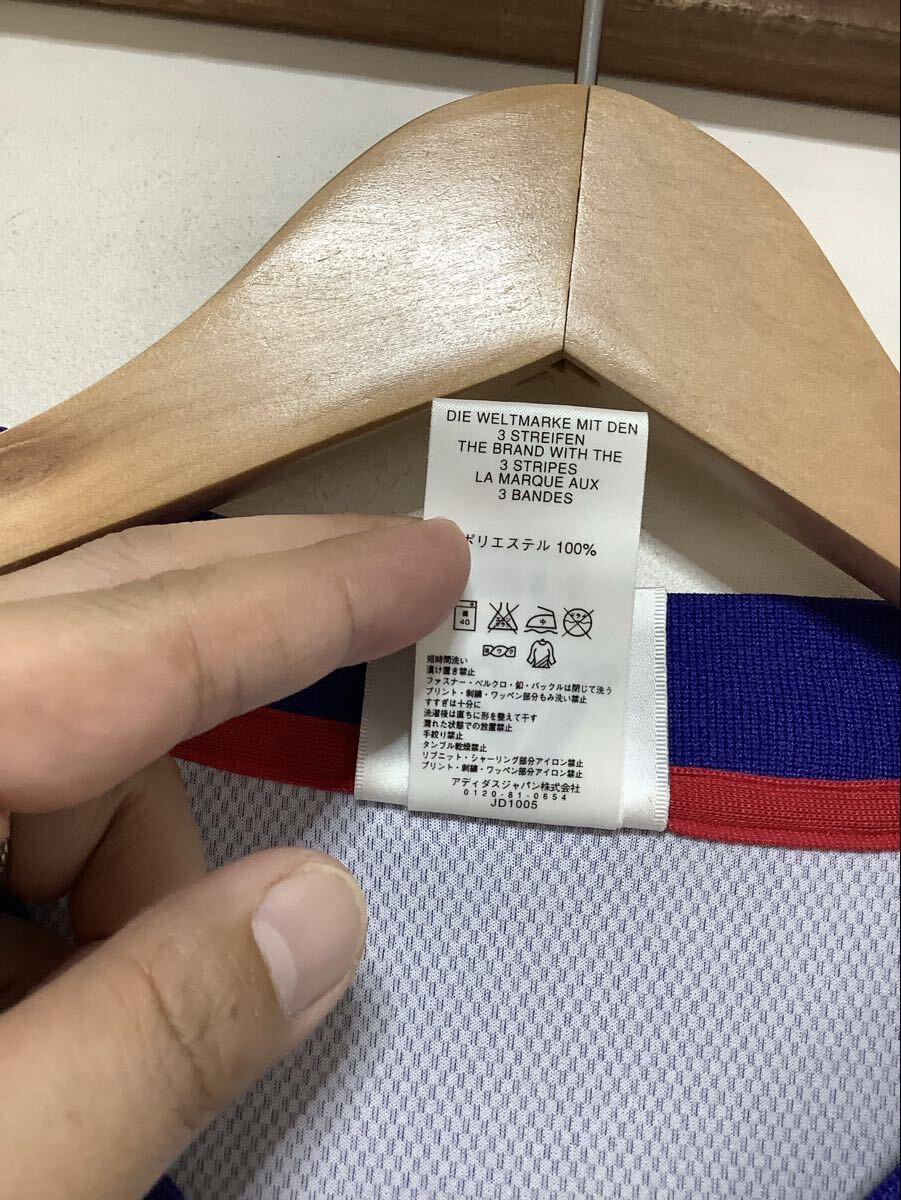 DIE WELTMARKE MIT DEN
3 STREIFEN
THE BRAND WITH THE
3 STRIPES
LA MARQUE AUX
3 BANDES
ポリエステル 100%
40
中
短時間洗い
漬け置き禁止
ファスナー・ベルクロ・釦・バックルは閉じて洗う
プリント・刺繍・ワッペン部分もみ洗い禁止
すすぎは十分に
洗濯後は直ちに形を整えて干す
濡れた状態での放置禁止
手絞り禁止
タンブル乾燥禁止
リブニット・シャーリング部分アイロン禁止
プリント・刺繍・ワッペン部分アイロン禁止
アディダスジャパン株式会社
0120-81-0654
JD1005